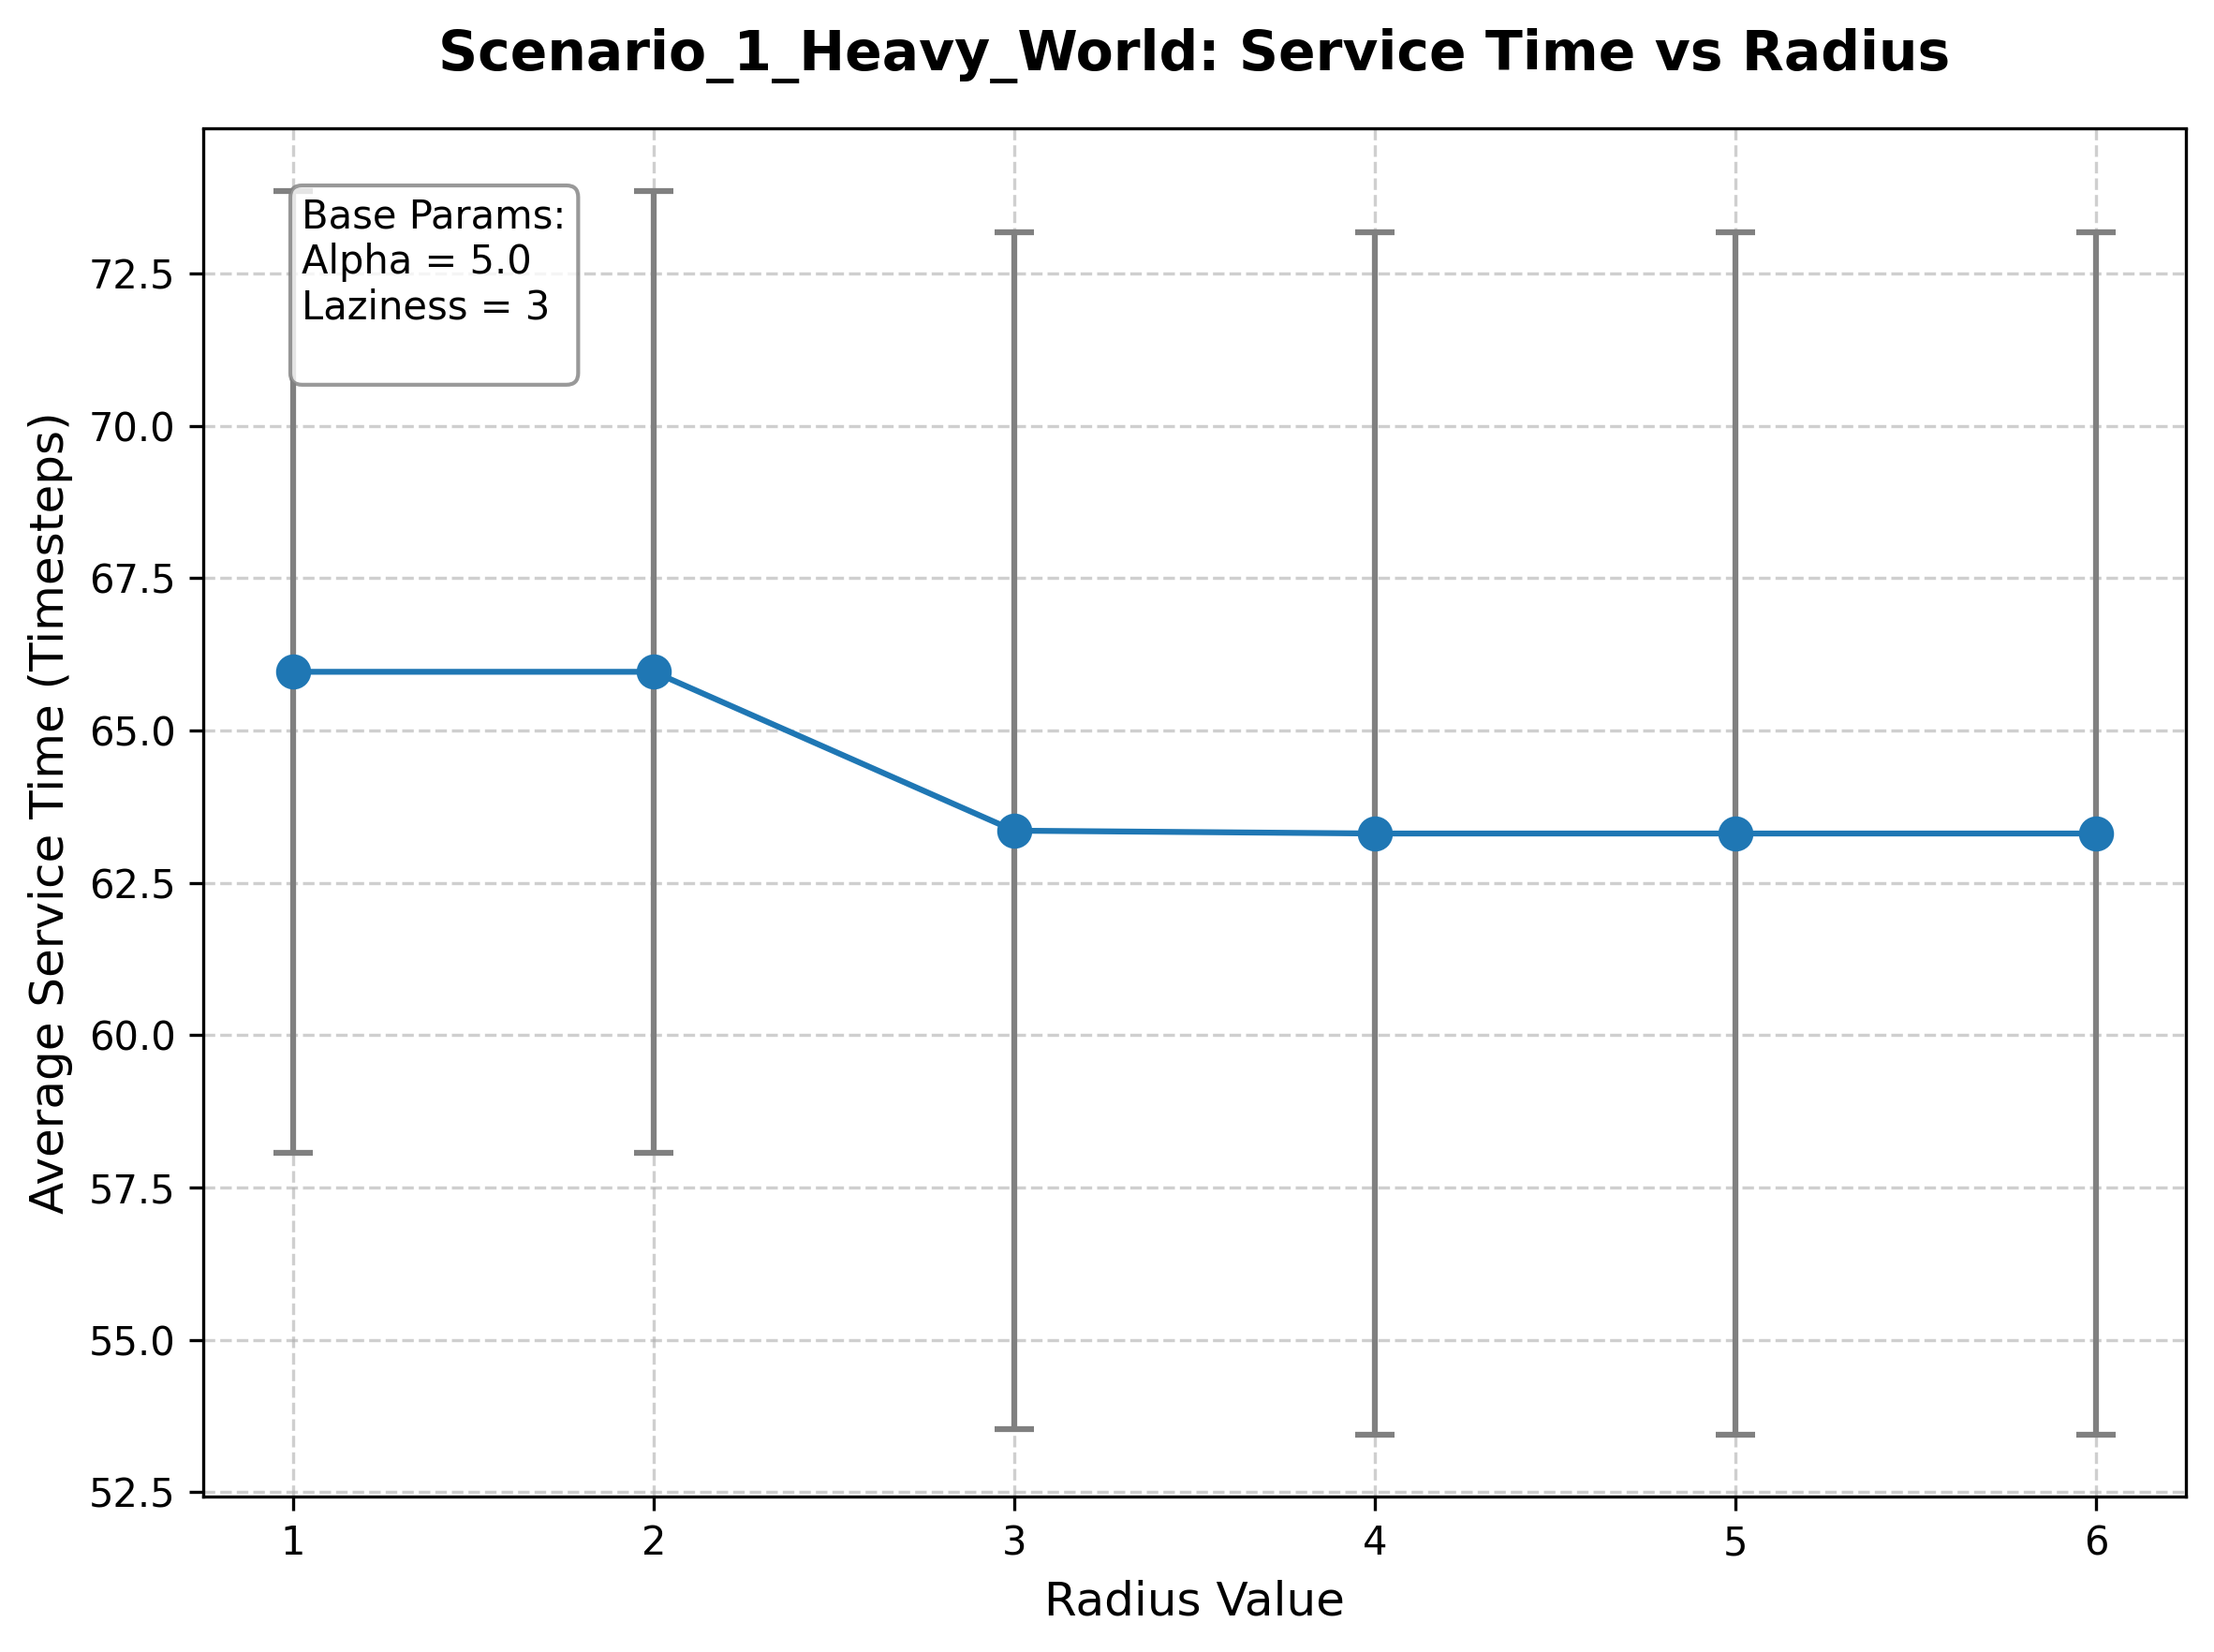 Scenario_1_Heavy_World: Service Time vs Radius
Base Params:
Alpha = 5.0
Laziness = 3
Average Service Time (Timesteps)
72.5
70.0
67.5
65.0
62.5
60.0
57.5
55.0
52.5
1 2 3 4 5 6
Radius Value